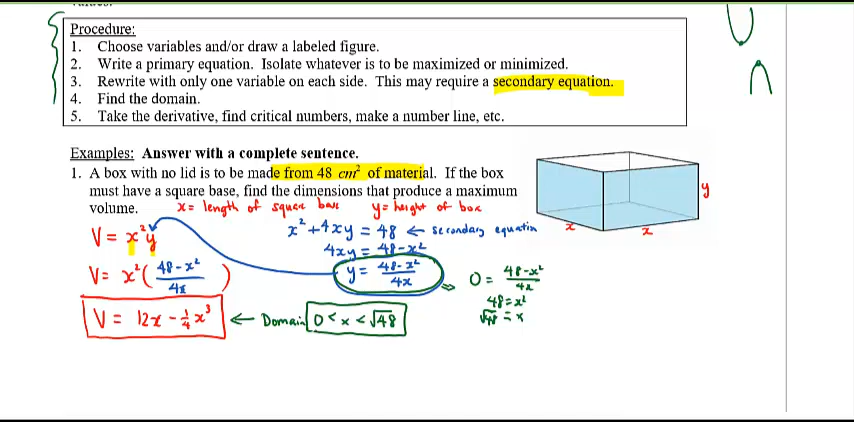 Procedure:
1. Choose variables and/or draw a labeled figure.
2. Write a primary equation. Isolate whatever is to be maximized or minimized.
3. Rewrite with only one variable on each side. This may require a secondary equation.
4. Find the domain.
5. Take the derivative, find critical numbers, make a number line, etc.
Examples: Answer with a complete sentence.
1. A box with no lid is to be made from 48 cm² of material. If the box
must have a square base, find the dimensions that produce a maximum
volume. x = length of square base y = height of box
y
x x
V = x²y x² + 4xy = 48 ← secondary equatin
4xy = 48 - x²
V = x²((48 - x²)/4x) y = (48 - x²)/4x ⇒ 0 = (48 - x²)/4x
48 = x²
√48 = x
V = 12x - 1/4 x³ ← Domain 0 < x < √48